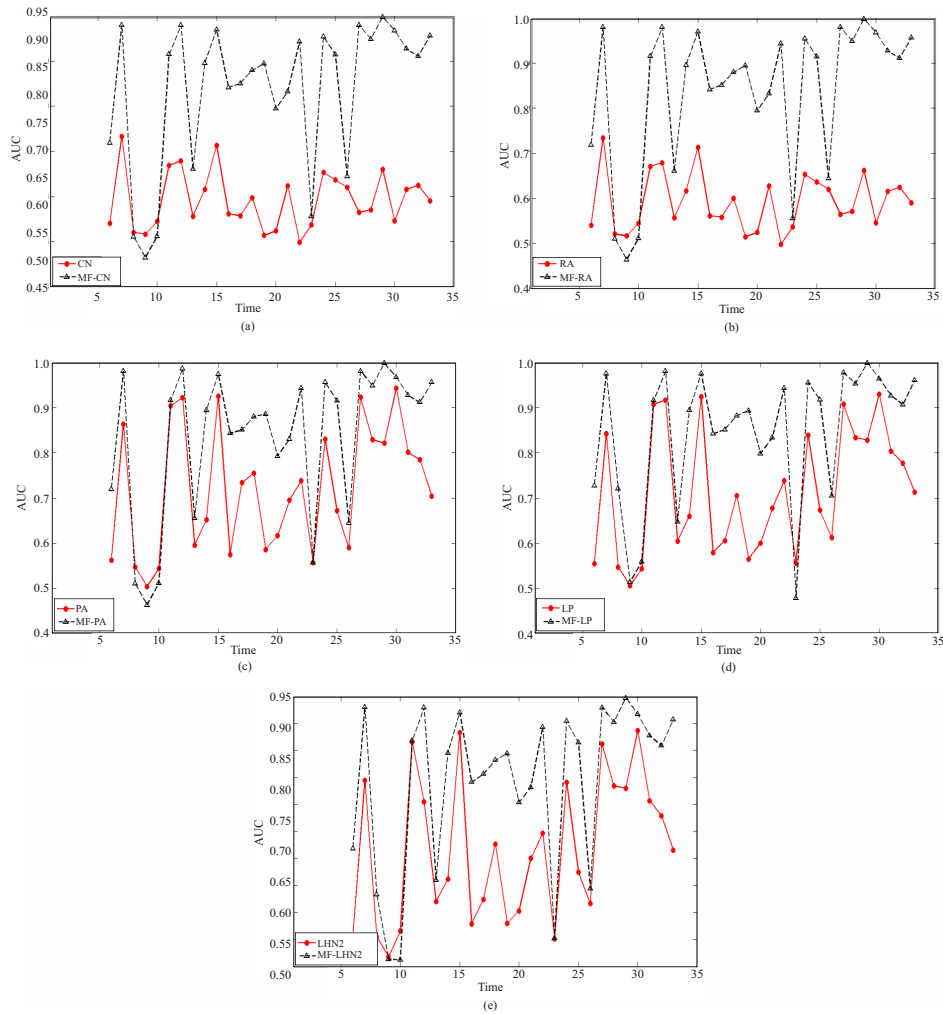 0.95
0.90
0.85
0.80
0.75
0.70
0.65
0.60
0.55
0.50
0.45
AUC
CN
MF-CN
5 10 15 20 25 30 35
Time
(a)
1.0
0.9
0.8
0.7
0.6
0.5
0.4
AUC
RA
MF-RA
5 10 15 20 25 30 35
Time
(b)
1.0
0.9
0.8
0.7
0.6
0.5
0.4
AUC
PA
MF-PA
5 10 15 20 25 30 35
Time
(c)
1.0
0.9
0.8
0.7
0.6
0.5
0.4
AUC
LP
MF-LP
5 10 15 20 25 30 35
Time
(d)
0.95
0.90
0.85
0.80
0.75
0.70
0.65
0.60
0.55
0.50
AUC
LHN2
MF-LHN2
5 10 15 20 25 30 35
Time
(e)